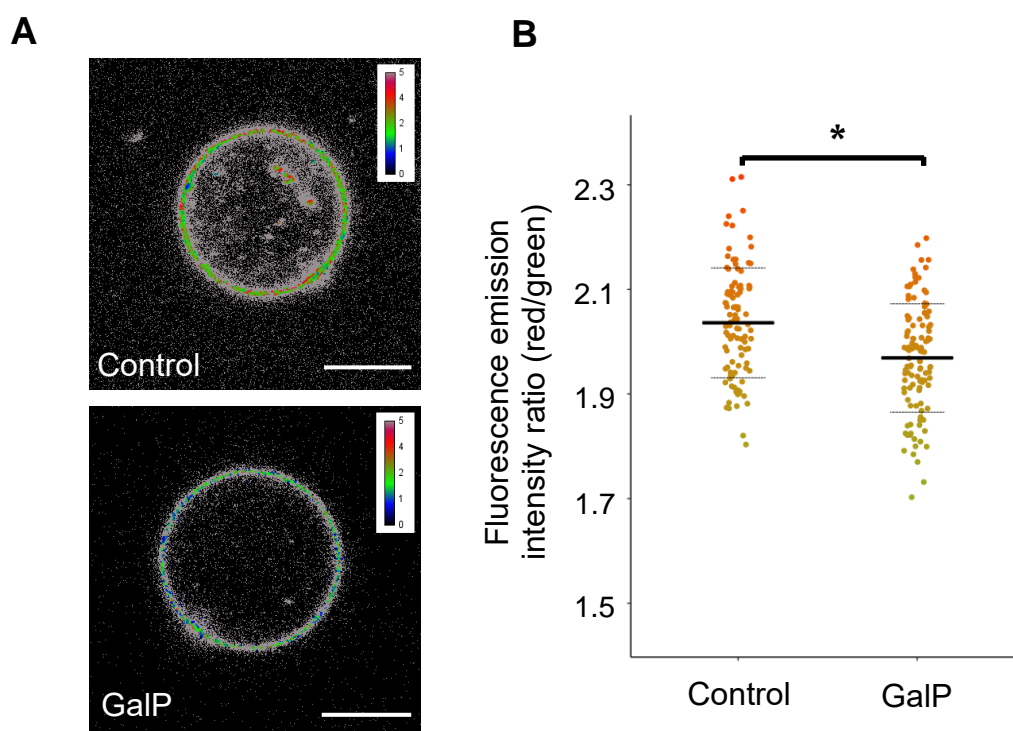 A
B
5
4
2
1
0
Control
5
4
2
1
0
GalP
*
Fluorescence emission
intensity ratio (red/green)
2.3
2.1
1.9
1.7
1.5
Control
GalP